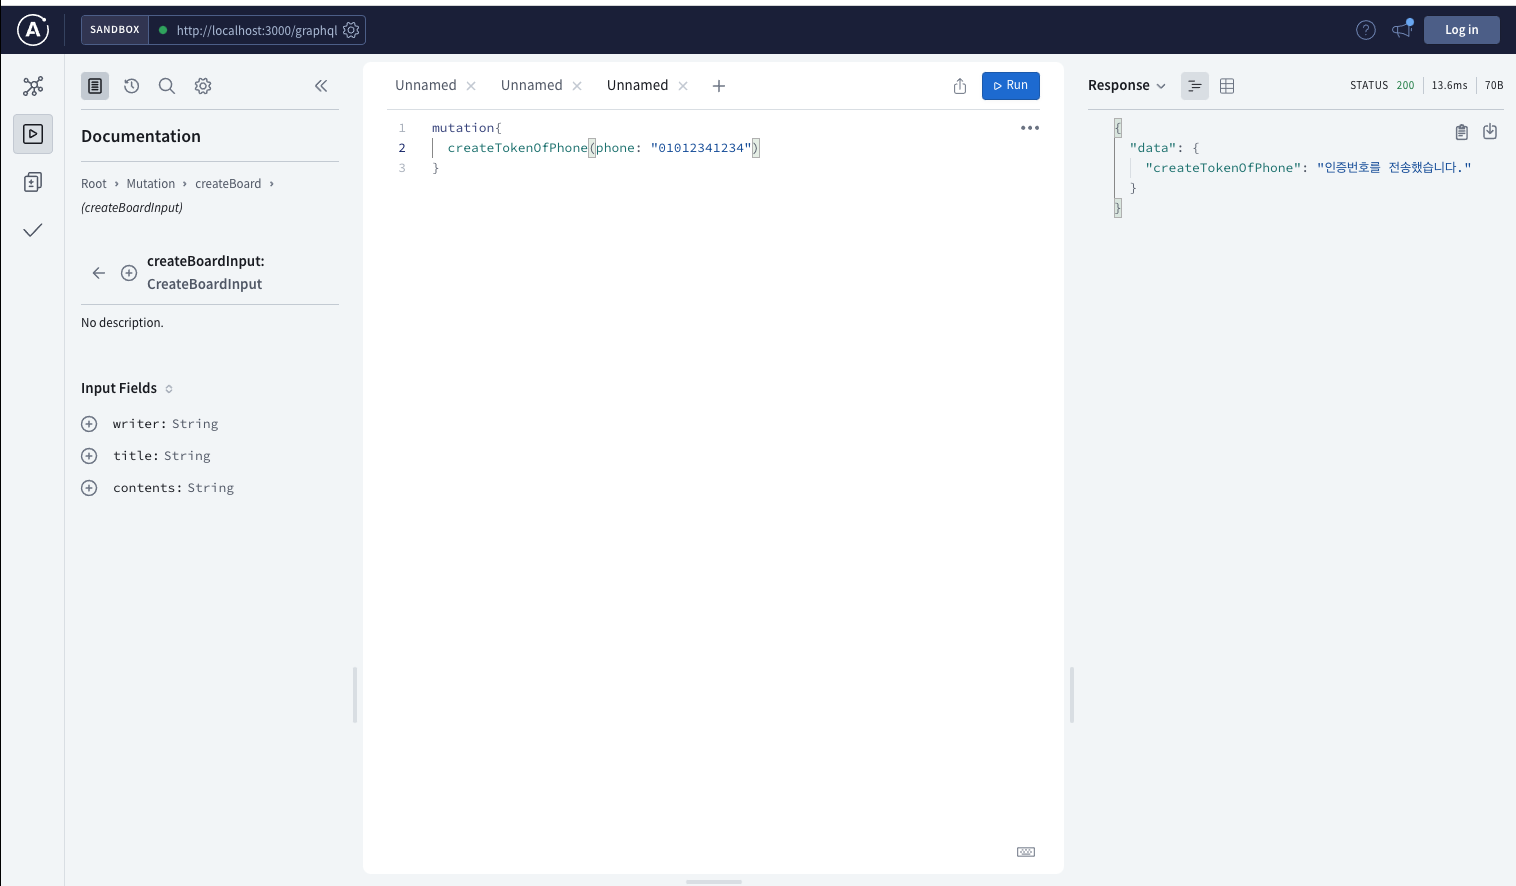 SANDBOX
http://localhost:3000/graphql
Log in
Documentation
Root › Mutation › createBoard ›
(createBoardInput)
createBoardInput:
CreateBoardInput
No description.
Input Fields
writer: String
title: String
contents: String
Unnamed
Unnamed
Unnamed
Run
1 mutation{
2 createTokenOfPhone(phone: "01012341234")
3 }
Response
STATUS 200
13.6ms
70B
{
"data": {
"createTokenOfPhone": "인증번호를 전송했습니다."
}
}